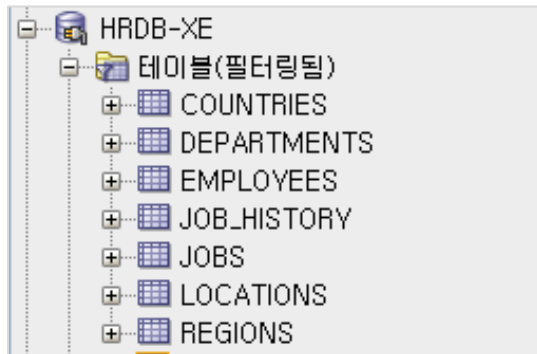 HRDB-XE
테이블(필터링됨)
COUNTRIES
DEPARTMENTS
EMPLOYEES
JOB_HISTORY
JOBS
LOCATIONS
REGIONS